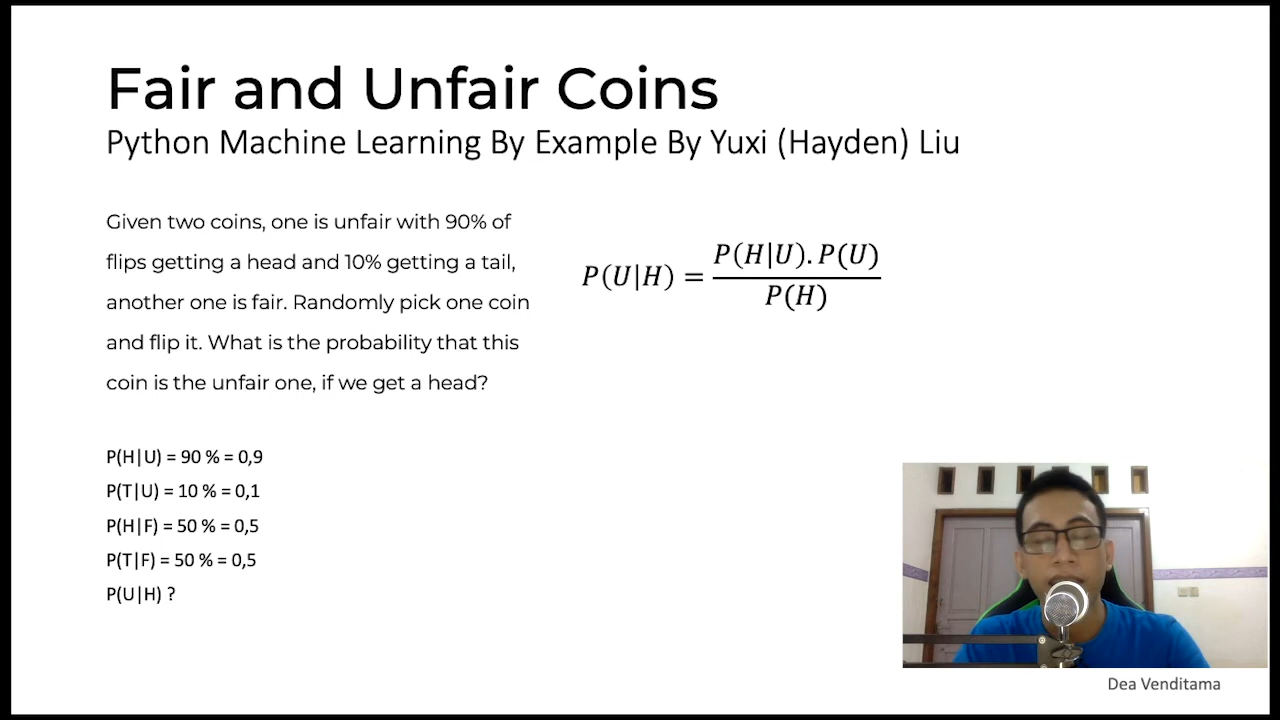 Fair and Unfair Coins
Python Machine Learning By Example By Yuxi (Hayden) Liu
Given two coins, one is unfair with 90% of
flips getting a head and 10% getting a tail,
another one is fair. Randomly pick one coin
and flip it. What is the probability that this
coin is the unfair one, if we get a head?
P(U|H) = P(H|U). P(U) / P(H)
P(H|U) = 90 % = 0,9
P(T|U) = 10 % = 0,1
P(H|F) = 50 % = 0,5
P(T|F) = 50 % = 0,5
P(U|H) ?
Dea Venditama